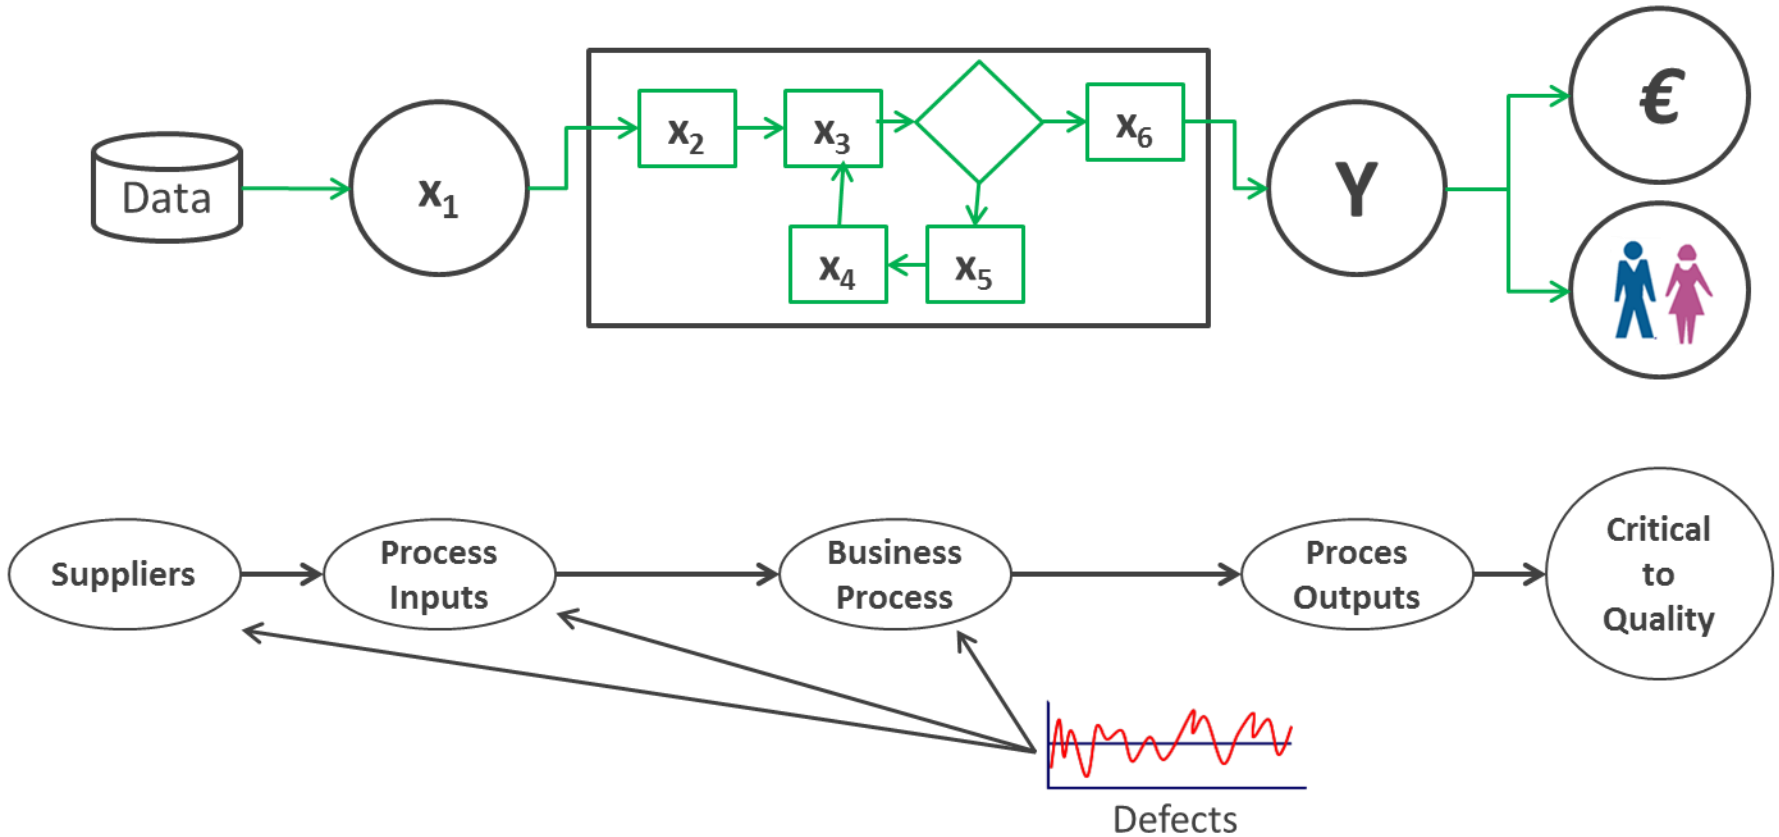 Data
x1
x2
x3
x6
x4
x5
Y
€
Suppliers
Process
Inputs
Business
Process
Proces
Outputs
Critical
to
Quality
Defects